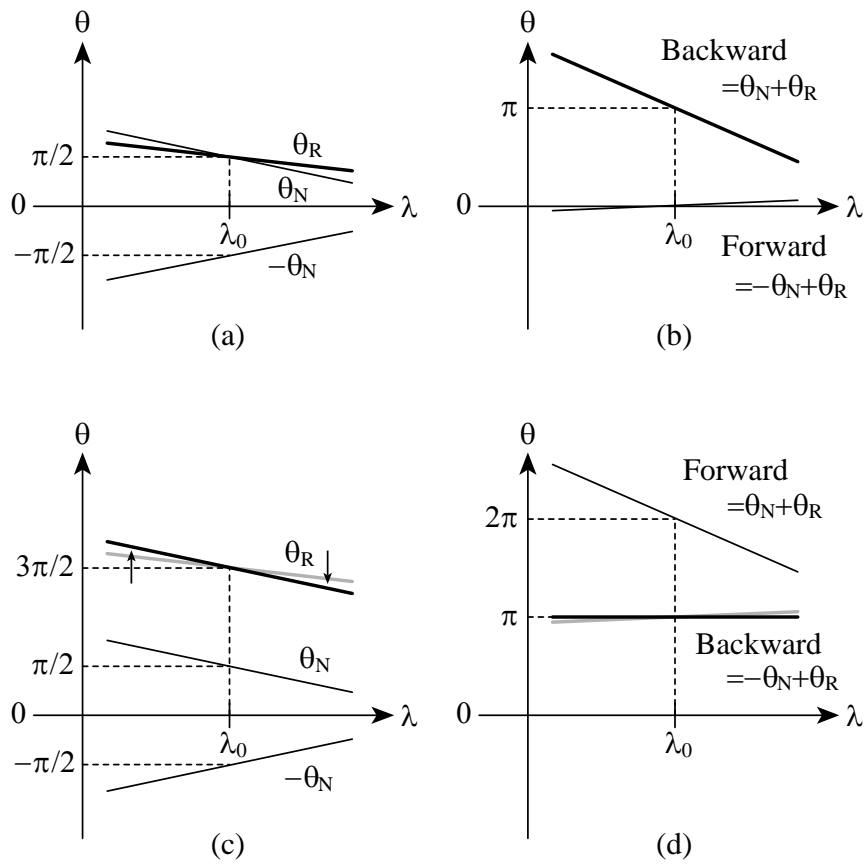 θ
π/2
θR
θN
0
λ
λ0
−π/2
−θN
(a)
θ
Backward
=θN+θR
π
0
λ
λ0
Forward
=−θN+θR
(b)
θ
3π/2
θR
π/2
θN
0
λ
λ0
−π/2
−θN
(c)
θ
Forward
=θN+θR
2π
π
Backward
=−θN+θR
0
λ
λ0
(d)